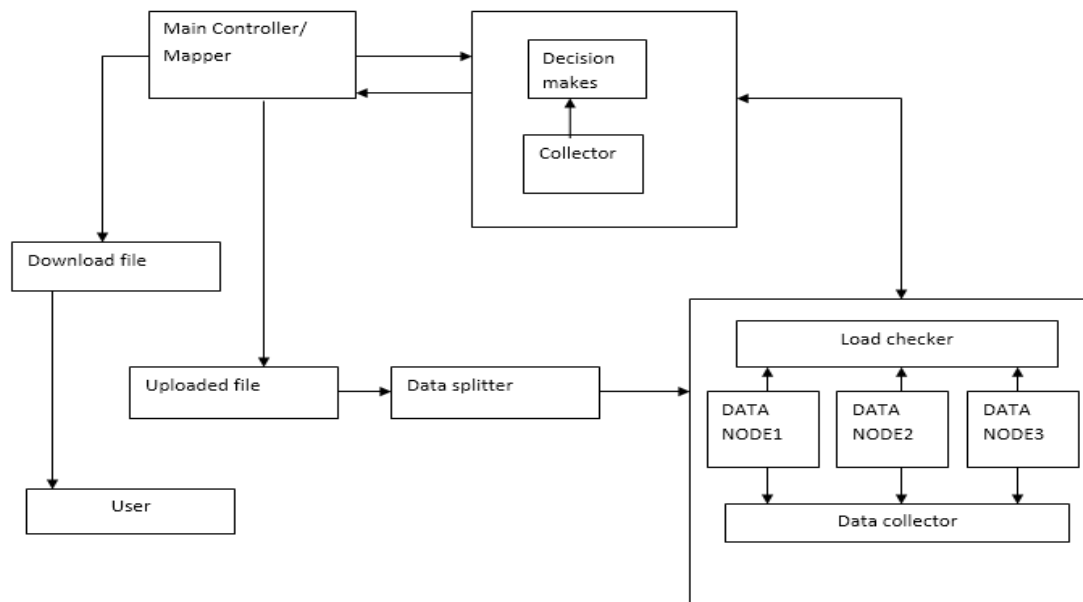 Main Controller/
Mapper
Decision
makes
Collector
Download file
Load checker
Uploaded file
Data splitter
DATA
NODE1
DATA
NODE2
DATA
NODE3
User
Data collector